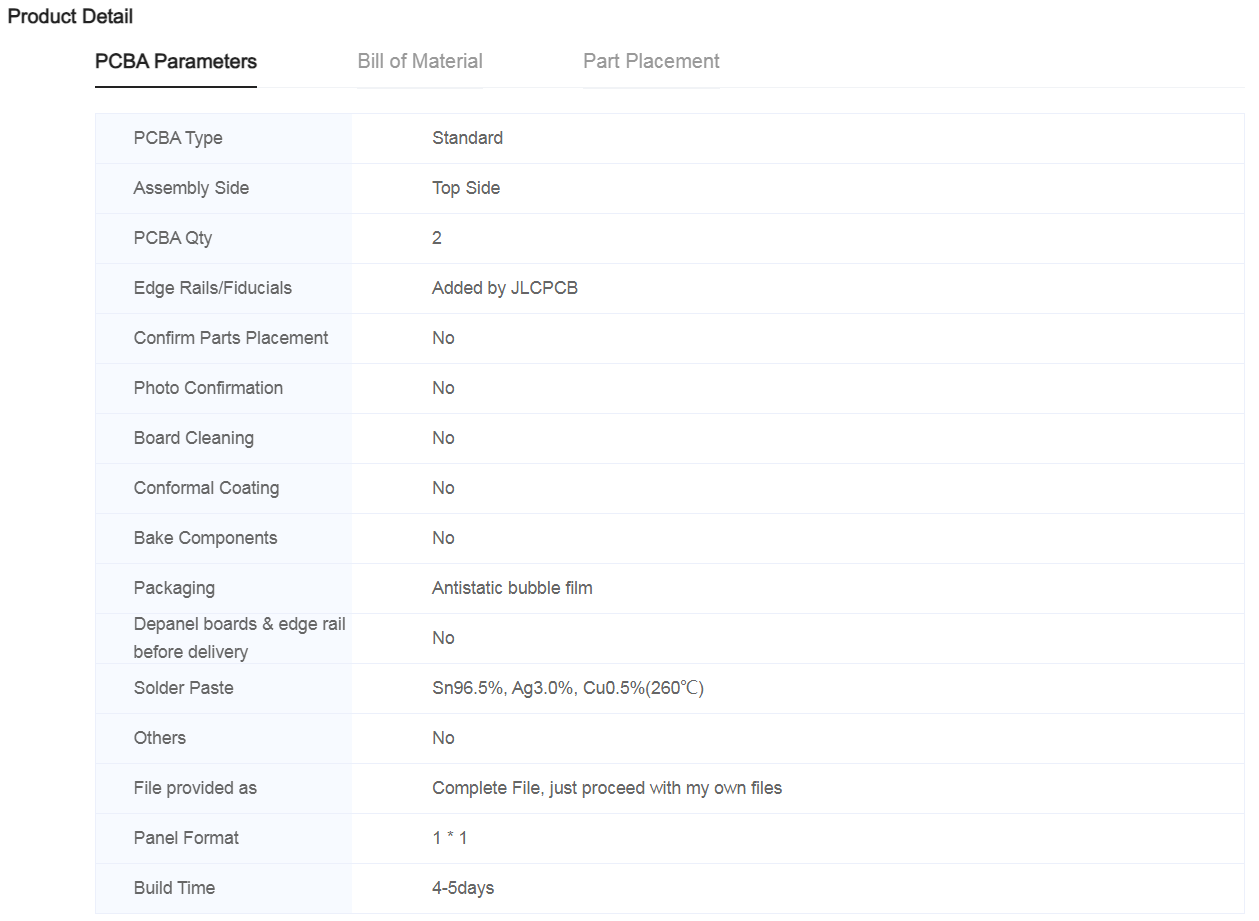 Product Detail
PCBA Parameters Bill of Material Part Placement
PCBA Type Standard
Assembly Side Top Side
PCBA Qty 2
Edge Rails/Fiducials Added by JLCPCB
Confirm Parts Placement No
Photo Confirmation No
Board Cleaning No
Conformal Coating No
Bake Components No
Packaging Antistatic bubble film
Depanel boards & edge rail
before delivery No
Solder Paste Sn96.5%, Ag3.0%, Cu0.5%(260℃)
Others No
File provided as Complete File, just proceed with my own files
Panel Format 1 * 1
Build Time 4-5days